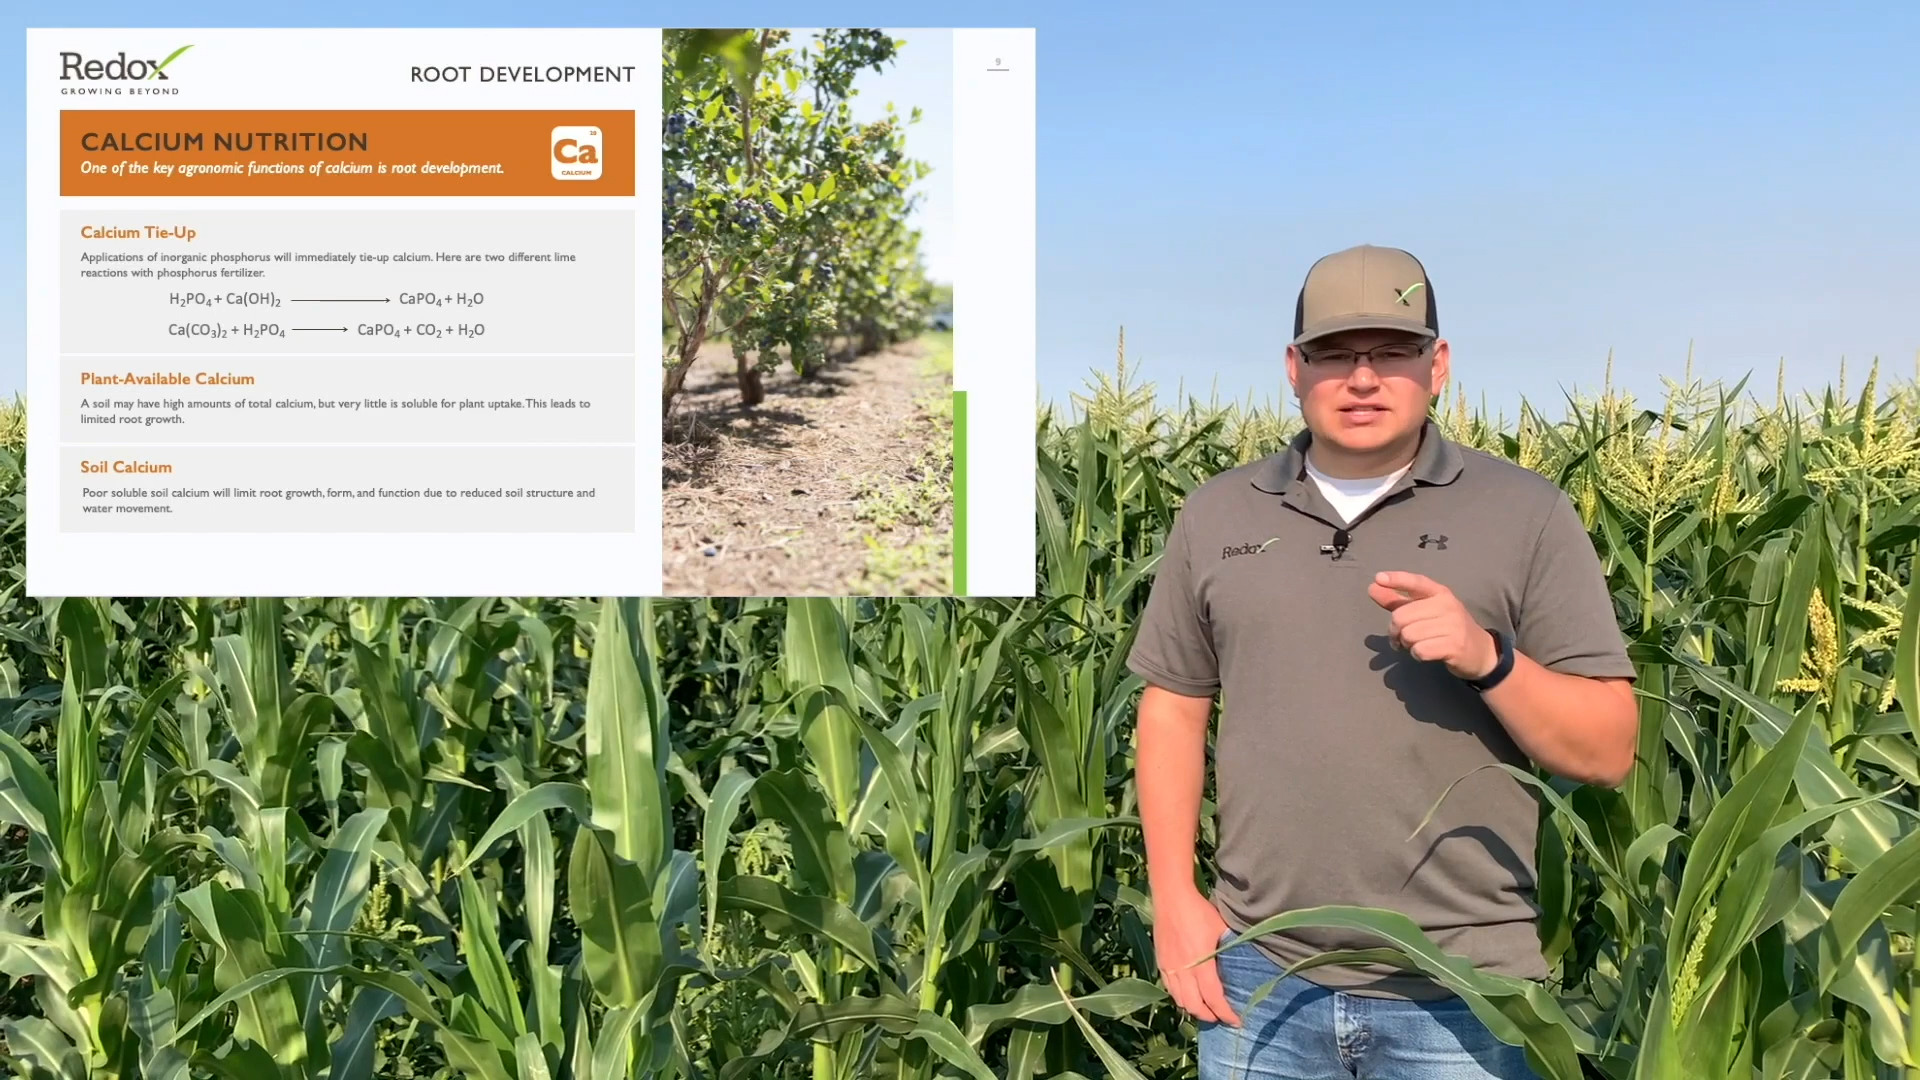 Redox
GROWING BEYOND
ROOT DEVELOPMENT
9
CALCIUM NUTRITION
One of the key agronomic functions of calcium is root development.
20
Ca
CALCIUM
Calcium Tie-Up
Applications of inorganic phosphorus will immediately tie-up calcium. Here are two different lime
reactions with phosphorus fertilizer.
H₂PO₄ + Ca(OH)₂ ⟶ CaPO₄ + H₂O
Ca(CO₃)₂ + H₂PO₄ ⟶ CaPO₄ + CO₂ + H₂O
Plant-Available Calcium
A soil may have high amounts of total calcium, but very little is soluble for plant uptake. This leads to
limited root growth.
Soil Calcium
Poor soluble soil calcium will limit root growth, form, and function due to reduced soil structure and
water movement.
Redox